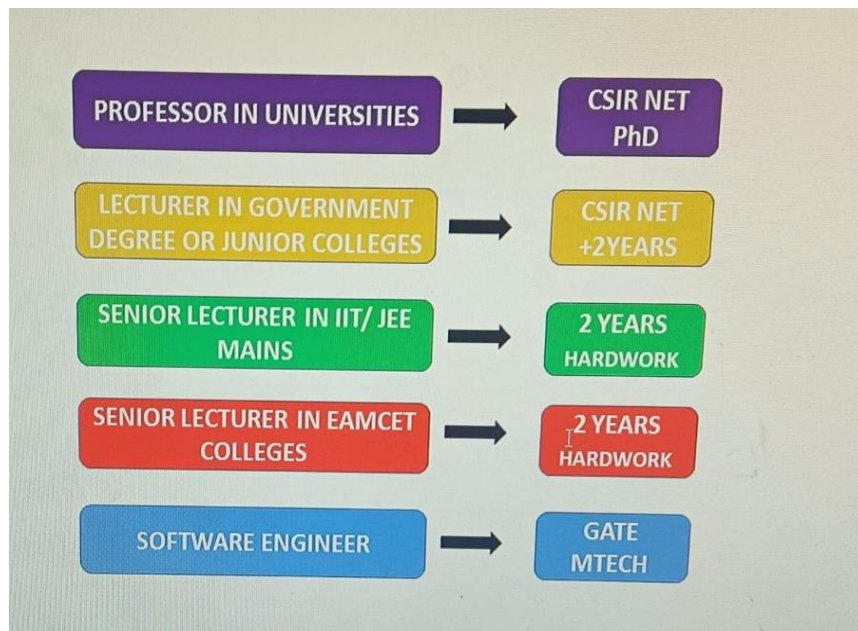 PROFESSOR IN UNIVERSITIES
CSIR NET
PhD
LECTURER IN GOVERNMENT
DEGREE OR JUNIOR COLLEGES
CSIR NET
+2YEARS
SENIOR LECTURER IN IIT/ JEE
MAINS
2 YEARS
HARDWORK
SENIOR LECTURER IN EAMCET
COLLEGES
2 YEARS
HARDWORK
SOFTWARE ENGINEER
GATE
MTECH